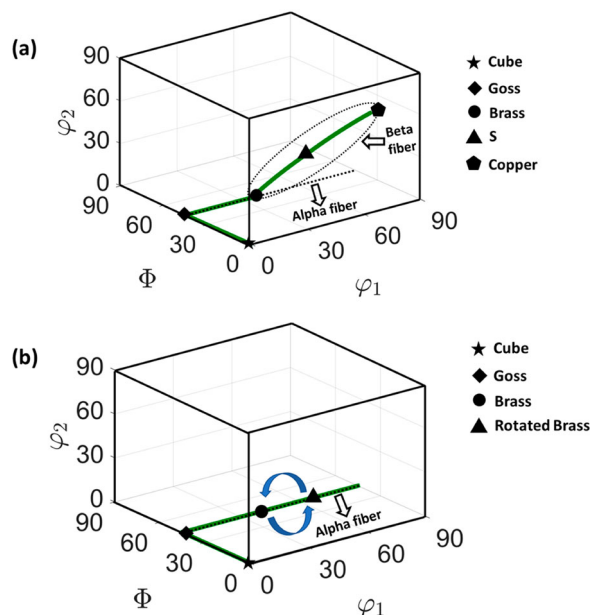 (a)
90
60
30
0
φ2
90
60
30
0
Φ
0
30
60
90
φ1
Beta
fiber
Alpha fiber
Cube
Goss
Brass
S
Copper
(b)
90
60
30
0
φ2
90
60
30
0
Φ
0
30
60
90
φ1
Alpha fiber
Cube
Goss
Brass
Rotated Brass